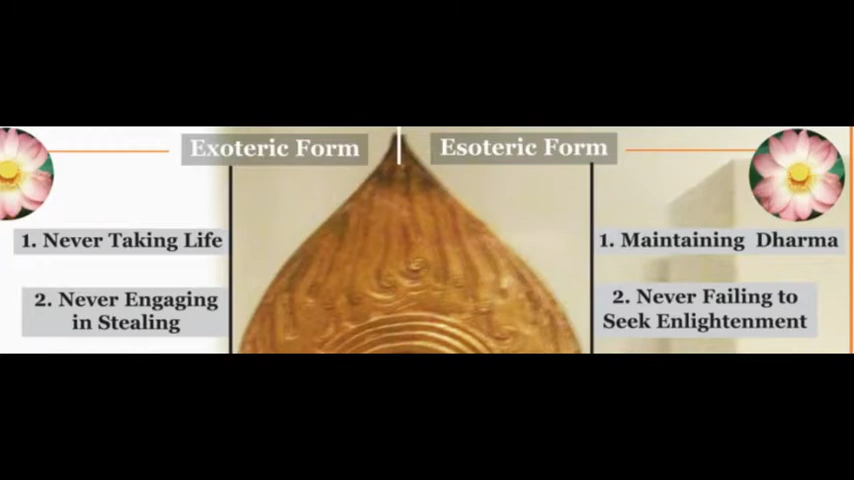 Exoteric Form
Esoteric Form
1. Never Taking Life
2. Never Engaging
in Stealing
1. Maintaining Dharma
2. Never Failing to
Seek Enlightenment